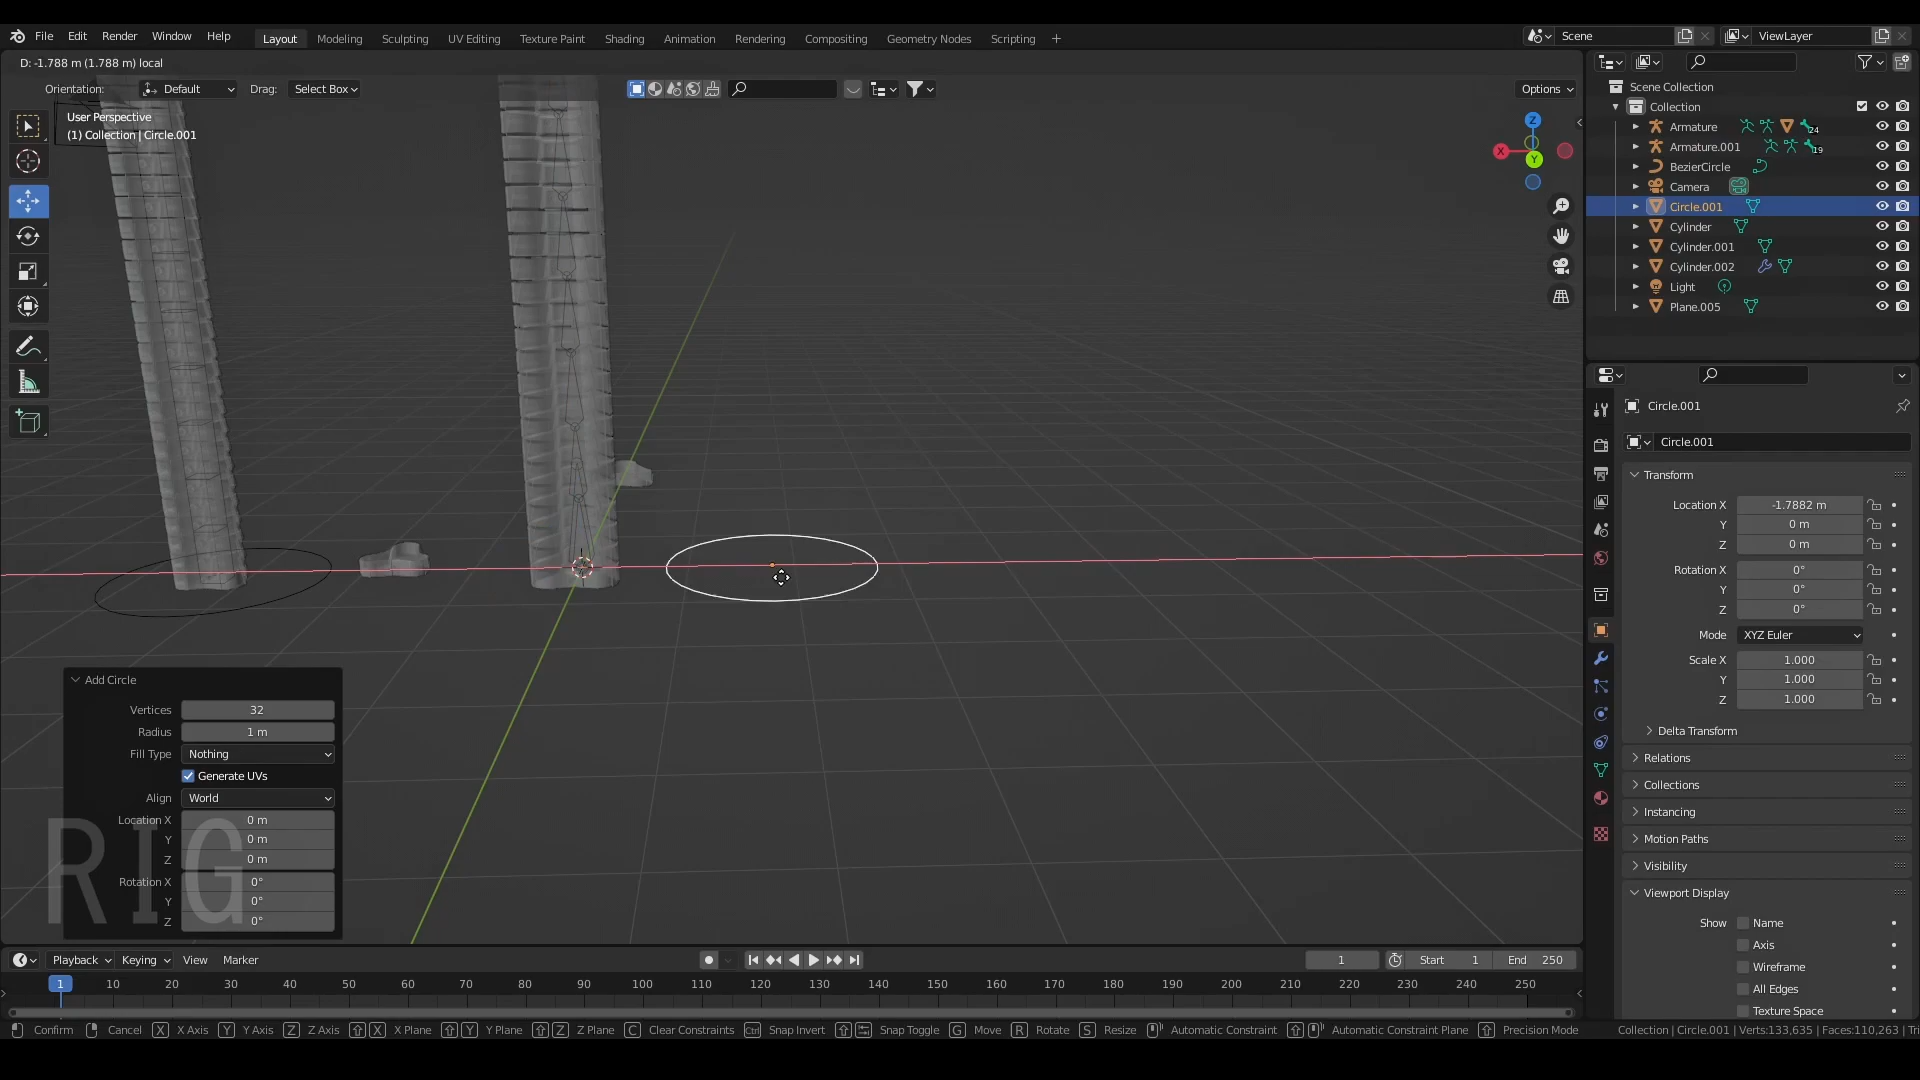 File Edit Render Window Help Layout Modeling Sculpting UV Editing Texture Paint Shading Animation Rendering Compositing Geometry Nodes Scripting + Scene ViewLayer
D: -1.788 m (1.788 m) local
Orientation: Default Drag: Select Box Options
User Perspective
(1) Collection | Circle.001
Z
X
Y
Scene Collection
Collection
Armature 24
Armature.001 19
BezierCircle
Camera
Circle.001
Cylinder
Cylinder.001
Cylinder.002
Light
Plane.005
Circle.001
Circle.001
Transform
Location X -1.7882 m
Y 0 m
Z 0 m
Rotation X 0°
Y 0°
Z 0°
Mode XYZ Euler
Scale X 1.000
Y 1.000
Z 1.000
Delta Transform
Relations
Collections
Instancing
Motion Paths
Visibility
Viewport Display
Show Name
Axis
Wireframe
All Edges
Texture Space
Add Circle
Vertices 32
Radius 1 m
Fill Type Nothing
Generate UVs
Align World
Location X 0 m
Y 0 m
Z 0 m
Rotation X 0°
Y 0°
Z 0°
RIG
Playback Keying View Marker 1 Start 1 End 250
1 10 20 30 40 50 60 70 80 90 100 110 120 130 140 150 160 170 180 190 200 210 220 230 240 250
Confirm Cancel X X Axis Y Y Axis Z Z Axis X X Plane Y Y Plane Z Z Plane C Clear Constraints Ctrl Snap Invert Snap Toggle G Move R Rotate S Resize Automatic Constraint Automatic Constraint Plane Precision Mode Collection | Circle.001 | Verts:133,635 | Faces:110,263 | Tri